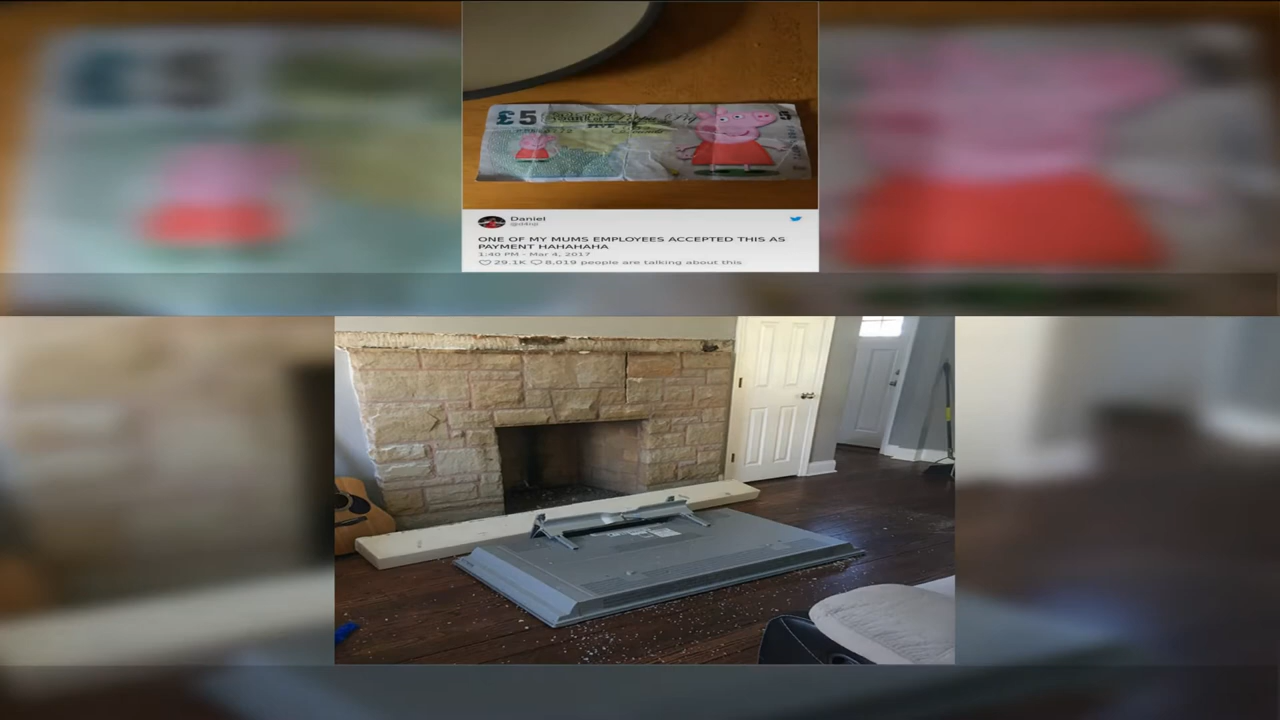 £5
FIVE
Daniel
ONE OF MY MUMS EMPLOYEES ACCEPTED THIS AS
PAYMENT HAHAHAHA
1:40 PM - Mar 4, 2017
29.1K 8,019 people are talking about this